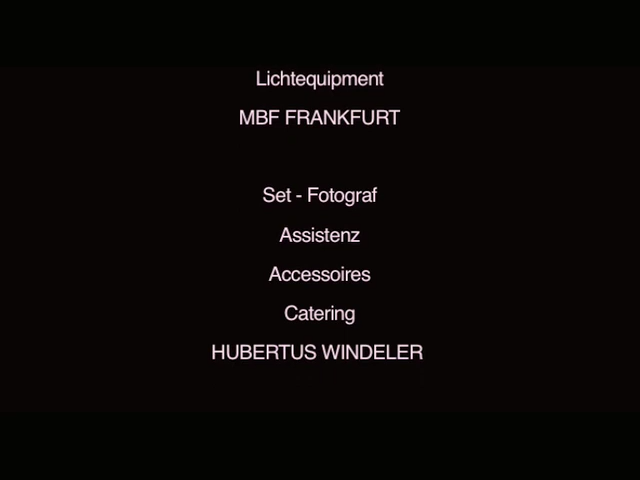 Lichtequipment
MBF FRANKFURT
Set - Fotograf
Assistenz
Accessoires
Catering
HUBERTUS WINDELER